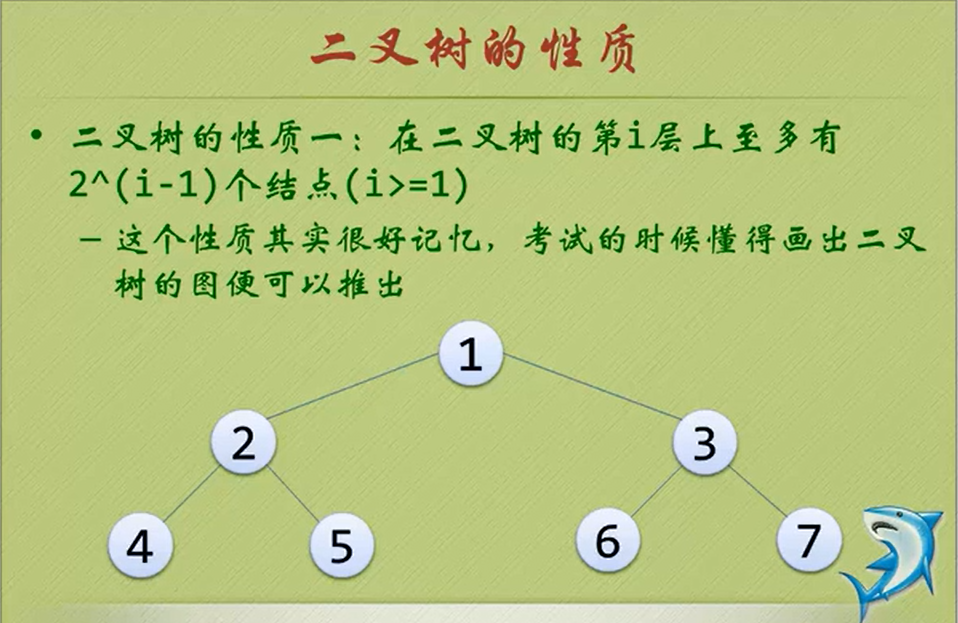 二叉树的性质
• 二叉树的性质一：在二叉树的第i层上至多有
2^(i-1)个结点(i>=1)
– 这个性质其实很好记忆，考试的时候懂得画出二叉
树的图便可以推出
1
2
3
4
5
6
7